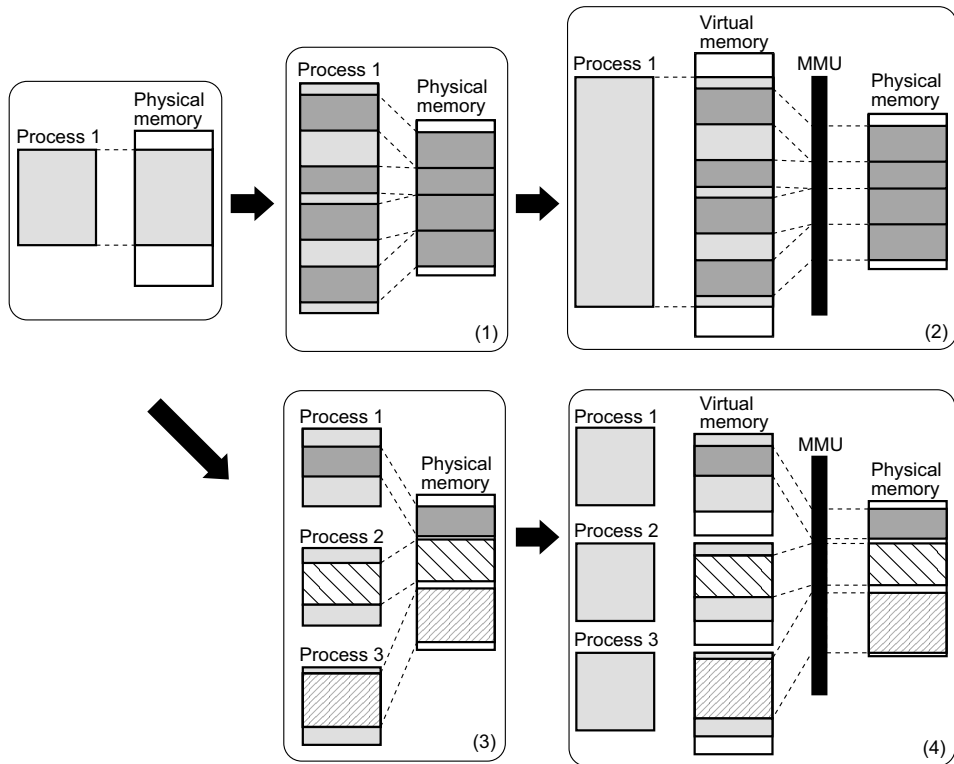 Process 1
Physical
memory
Process 1
Physical
memory
(1)
Process 1
Virtual
memory
MMU
Physical
memory
(2)
Process 1
Process 2
Process 3
Physical
memory
(3)
Process 1
Process 2
Process 3
Virtual
memory
MMU
Physical
memory
(4)